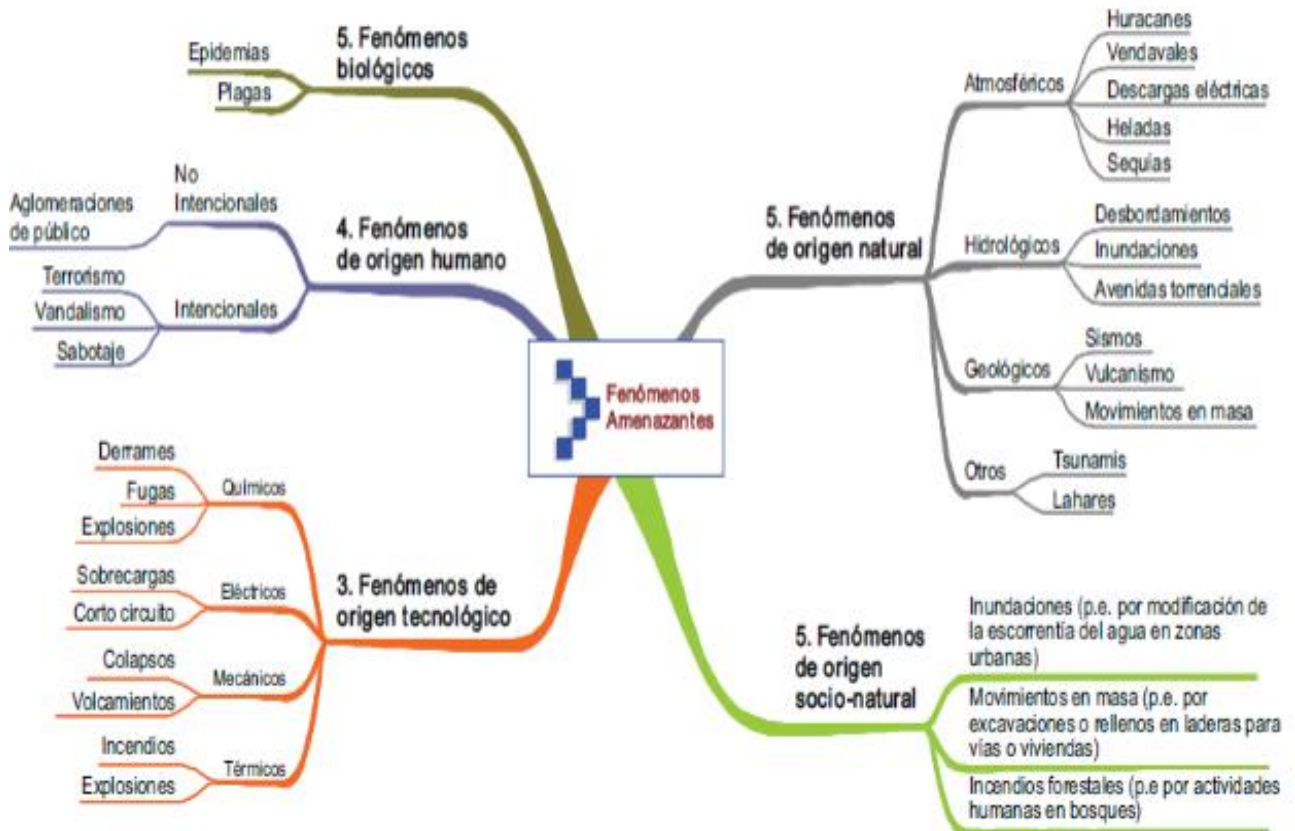 5. Fenómenos
biológicos
Epidemias
Plagas
4. Fenómenos
de origen humano
No
Intencionales
Aglomeraciones
de público
Intencionales
Terrorismo
Vandalismo
Sabotaje
3. Fenómenos de
origen tecnológico
Químicos
Derrames
Fugas
Explosiones
Eléctricos
Sobrecargas
Corto circuito
Mecánicos
Colapsos
Volcamientos
Térmicos
Incendios
Explosiones
Fenómenos
Amenazantes
5. Fenómenos
de origen natural
Atmosféricos
Huracanes
Vendavales
Descargas eléctricas
Heladas
Sequías
Hidrológicos
Desbordamientos
Inundaciones
Avenidas torrenciales
Geológicos
Sismos
Vulcanismo
Movimientos en masa
Otros
Tsunamis
Lahares
5. Fenómenos
de origen
socio-natural
Inundaciones (p.e. por modificación de
la escorrentía del agua en zonas
urbanas)
Movimientos en masa (p.e. por
excavaciones o rellenos en laderas para
vías o viviendas)
Incendios forestales (p.e por actividades
humanas en bosques)